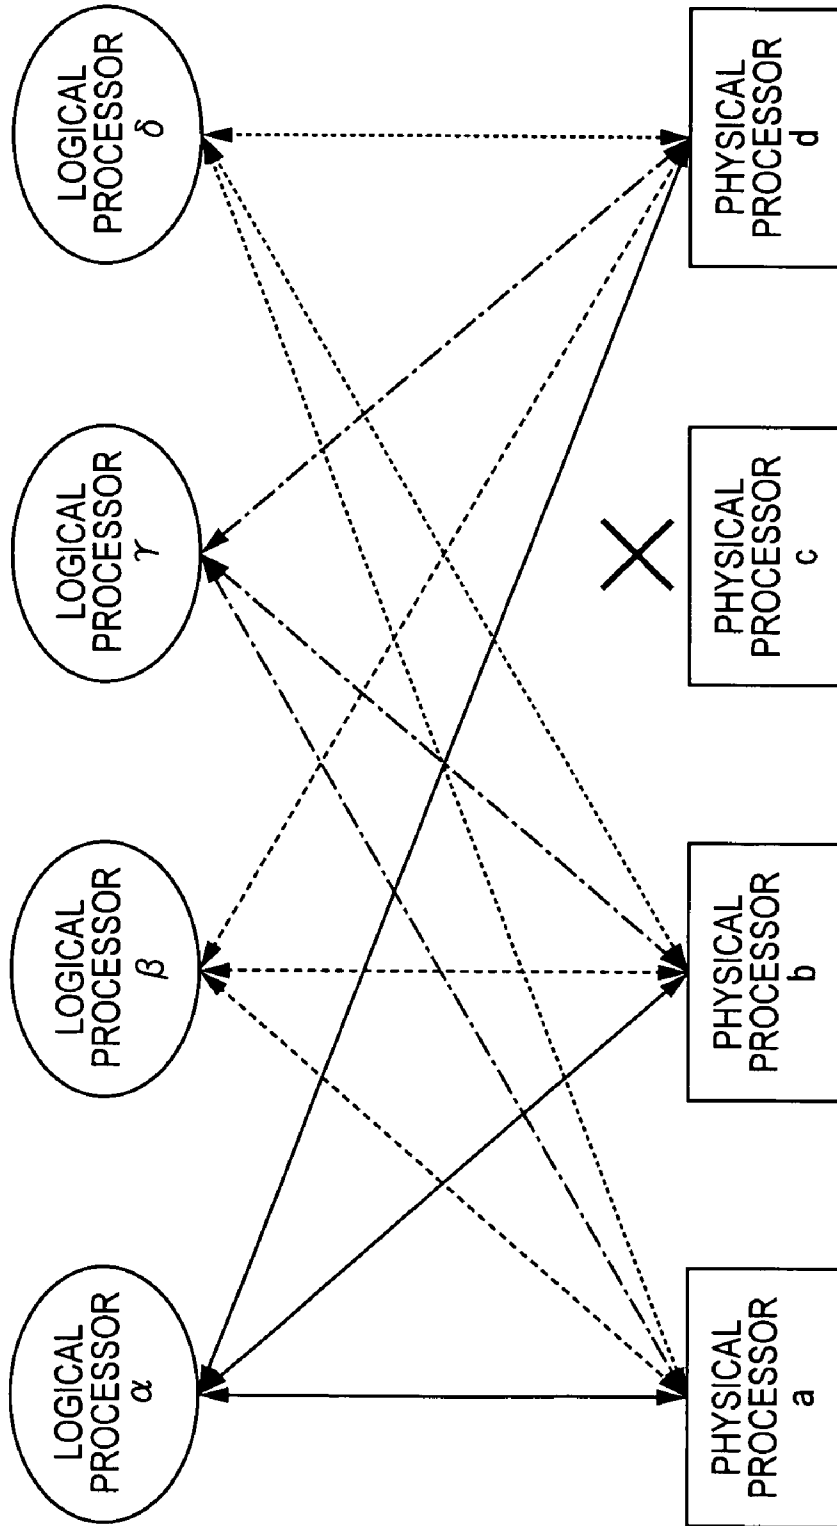 LOGICAL
PROCESSOR
α
LOGICAL
PROCESSOR
β
LOGICAL
PROCESSOR
γ
LOGICAL
PROCESSOR
δ
PHYSICAL
PROCESSOR
a
PHYSICAL
PROCESSOR
b
PHYSICAL
PROCESSOR
c
PHYSICAL
PROCESSOR
d